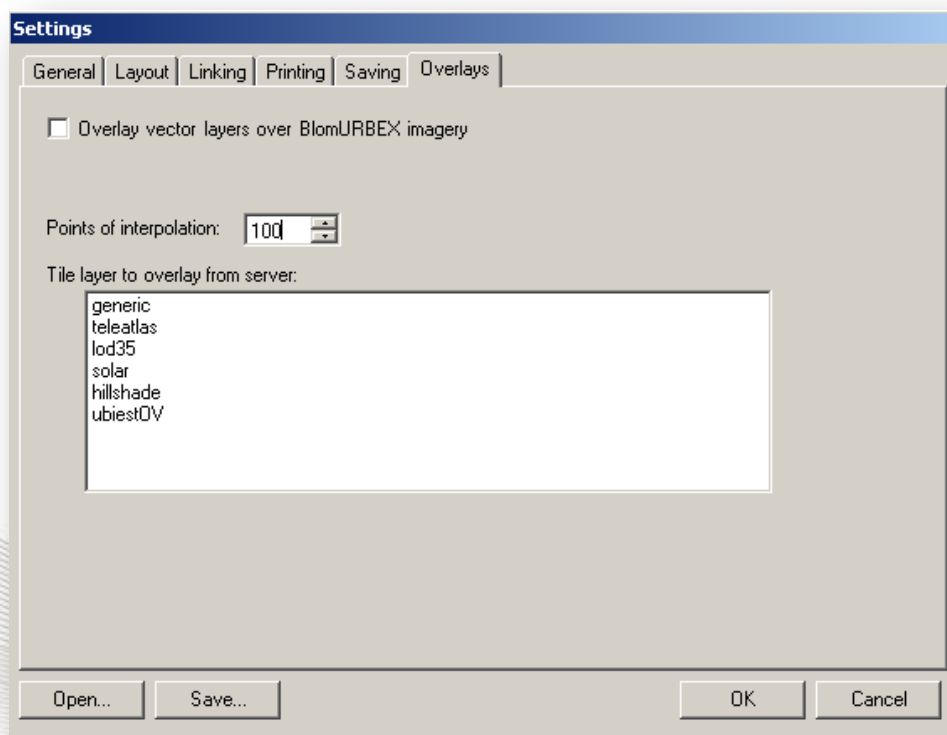 Settings
General Layout Linking Printing Saving Overlays
Overlay vector layers over BlomURBEX imagery
Points of interpolation: 100
Tile layer to overlay from server:
generic
teleatlas
lod35
solar
hillshade
ubiestOV
Open... Save... OK Cancel